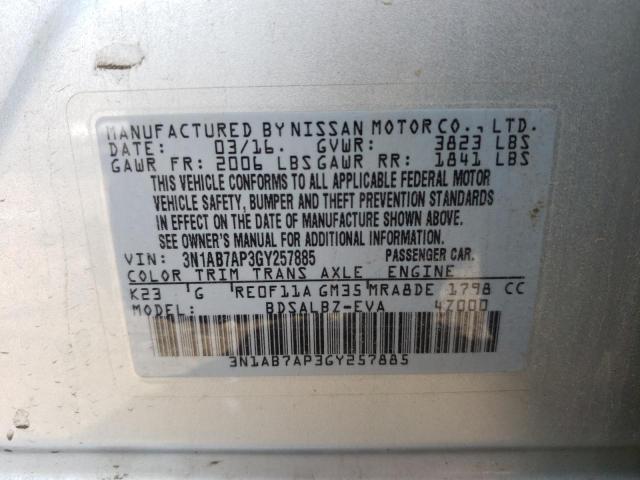 MANUFACTURED BY NISSAN MOTOR CO., LTD.
DATE: 03/16. GVWR: 3823 LBS
GAWR FR: 2006 LBS GAWR RR: 1841 LBS
THIS VEHICLE CONFORMS TO ALL APPLICABLE FEDERAL MOTOR
VEHICLE SAFETY, BUMPER AND THEFT PREVENTION STANDARDS
IN EFFECT ON THE DATE OF MANUFACTURE SHOWN ABOVE.
SEE OWNER'S MANUAL FOR ADDITIONAL INFORMATION.
VIN: 3N1AB7AP3GY257885 PASSENGER CAR.
COLOR TRIM TRANS AXLE ENGINE
K23 G RE0F11A GM35 MRA8DE 1798 CC
MODEL: BDSALBZ-EVA 4Z000
3N1AB7AP3GY257885